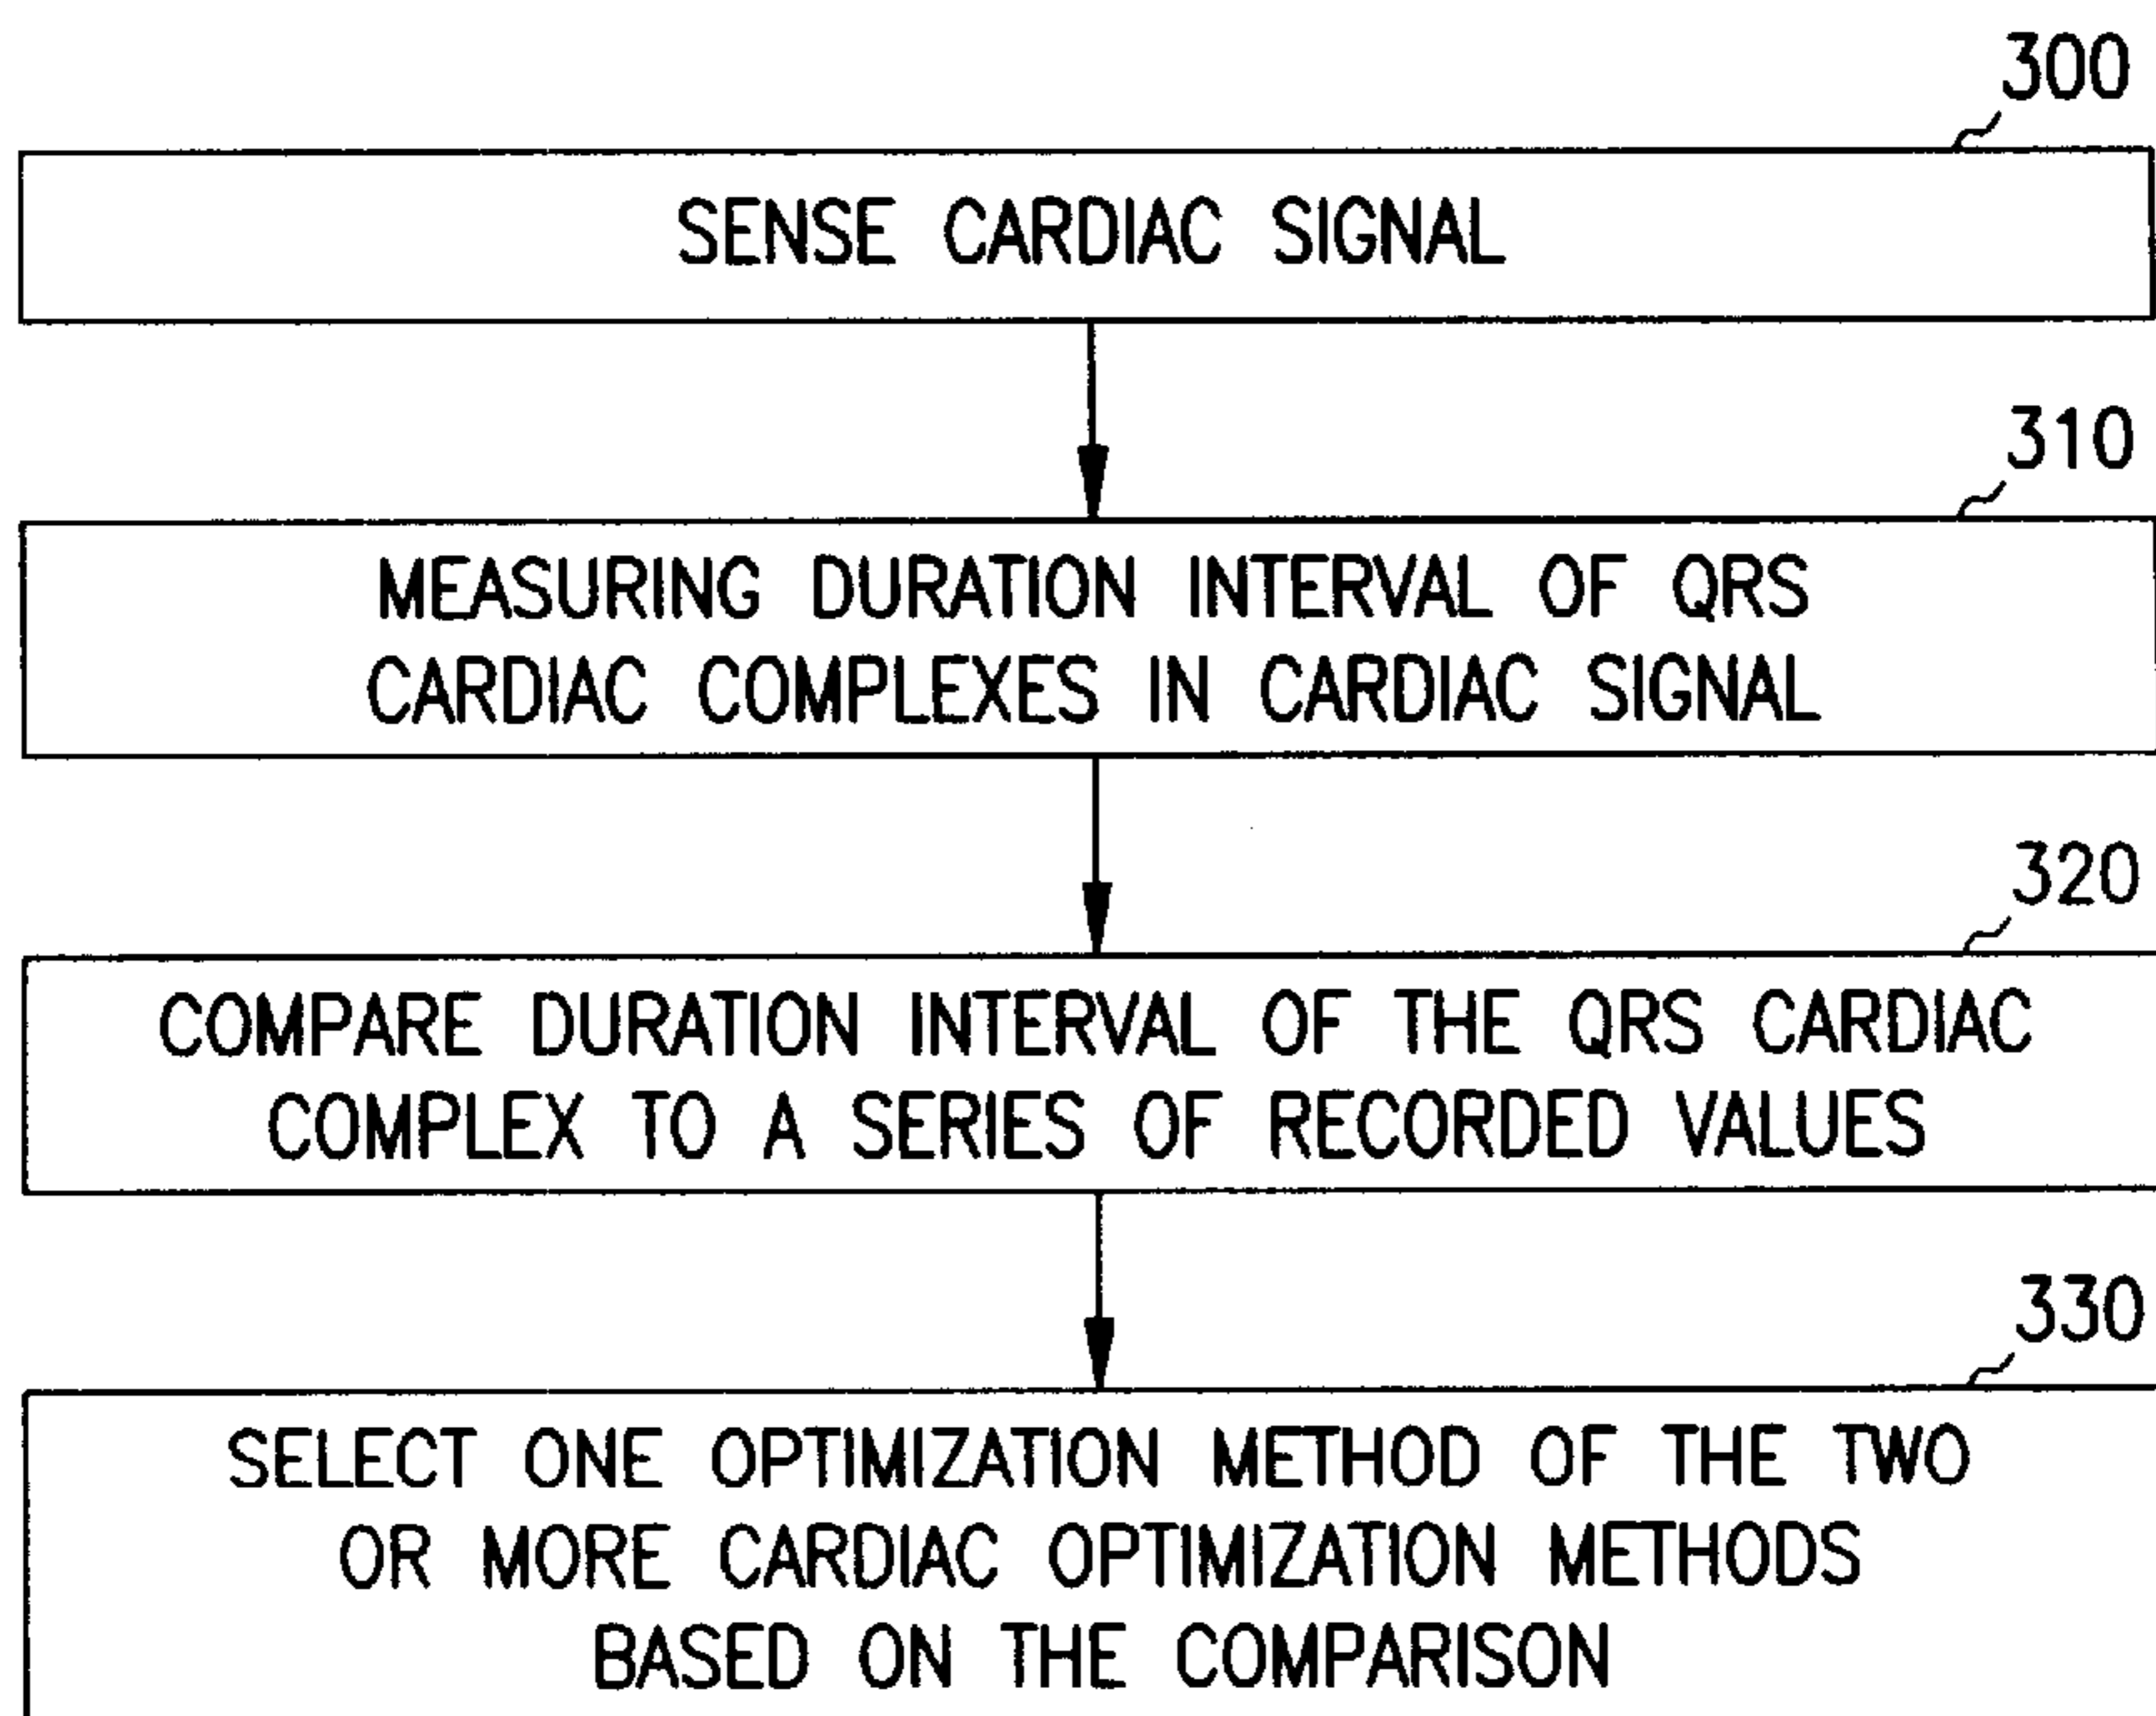 300
SENSE CARDIAC SIGNAL
310
MEASURING DURATION INTERVAL OF QRS
CARDIAC COMPLEXES IN CARDIAC SIGNAL
320
COMPARE DURATION INTERVAL OF THE QRS CARDIAC
COMPLEX TO A SERIES OF RECORDED VALUES
330
SELECT ONE OPTIMIZATION METHOD OF THE TWO
OR MORE CARDIAC OPTIMIZATION METHODS
BASED ON THE COMPARISON